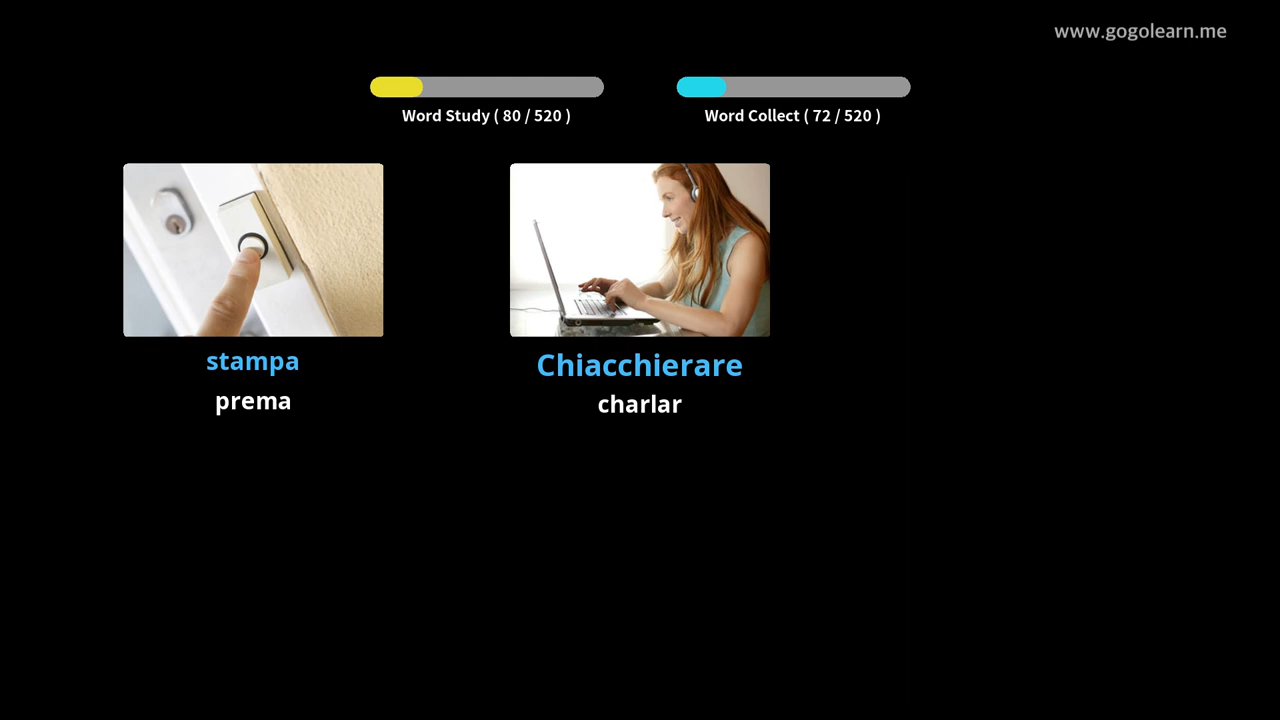 www.gogolearn.me
Word Study ( 80 / 520 )
Word Collect ( 72 / 520 )
stampa
prema
Chiacchierare
charlar